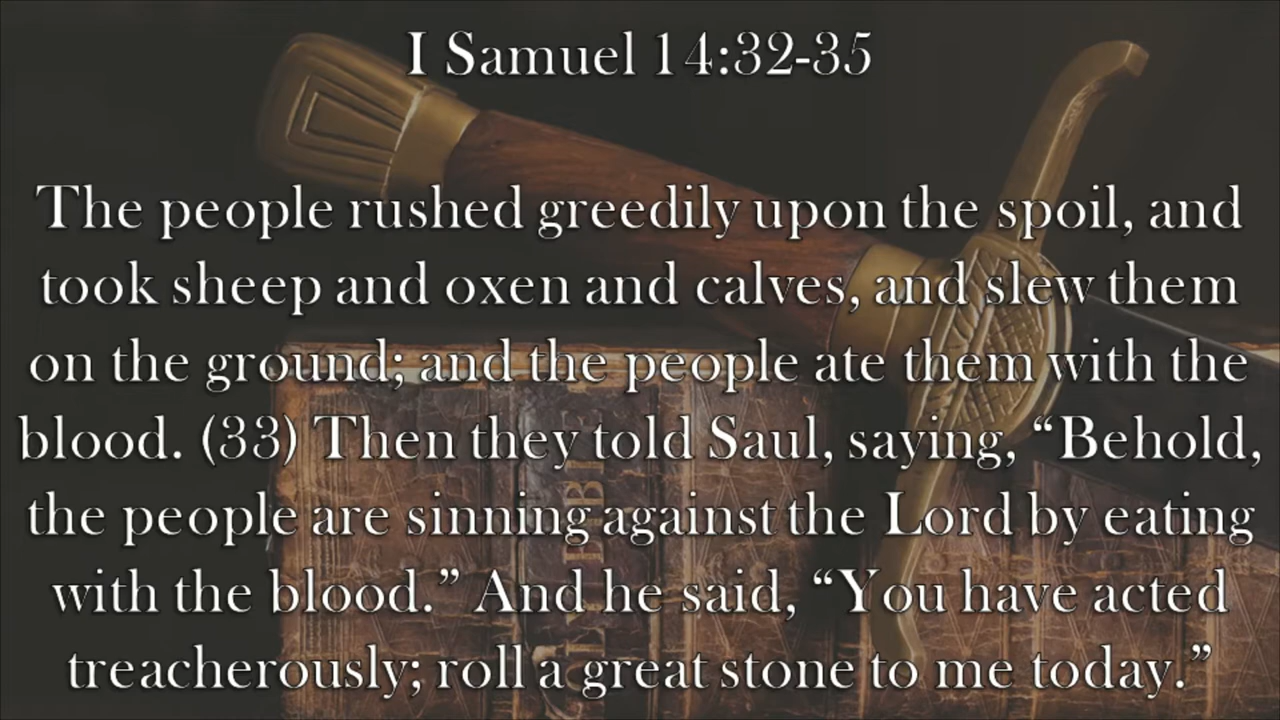 I Samuel 14:32-35
The people rushed greedily upon the spoil, and
took sheep and oxen and calves, and slew them
on the ground; and the people ate them with the
blood. (33) Then they told Saul, saying, “Behold,
the people are sinning against the Lord by eating
with the blood.” And he said, “You have acted
treacherously; roll a great stone to me today.”